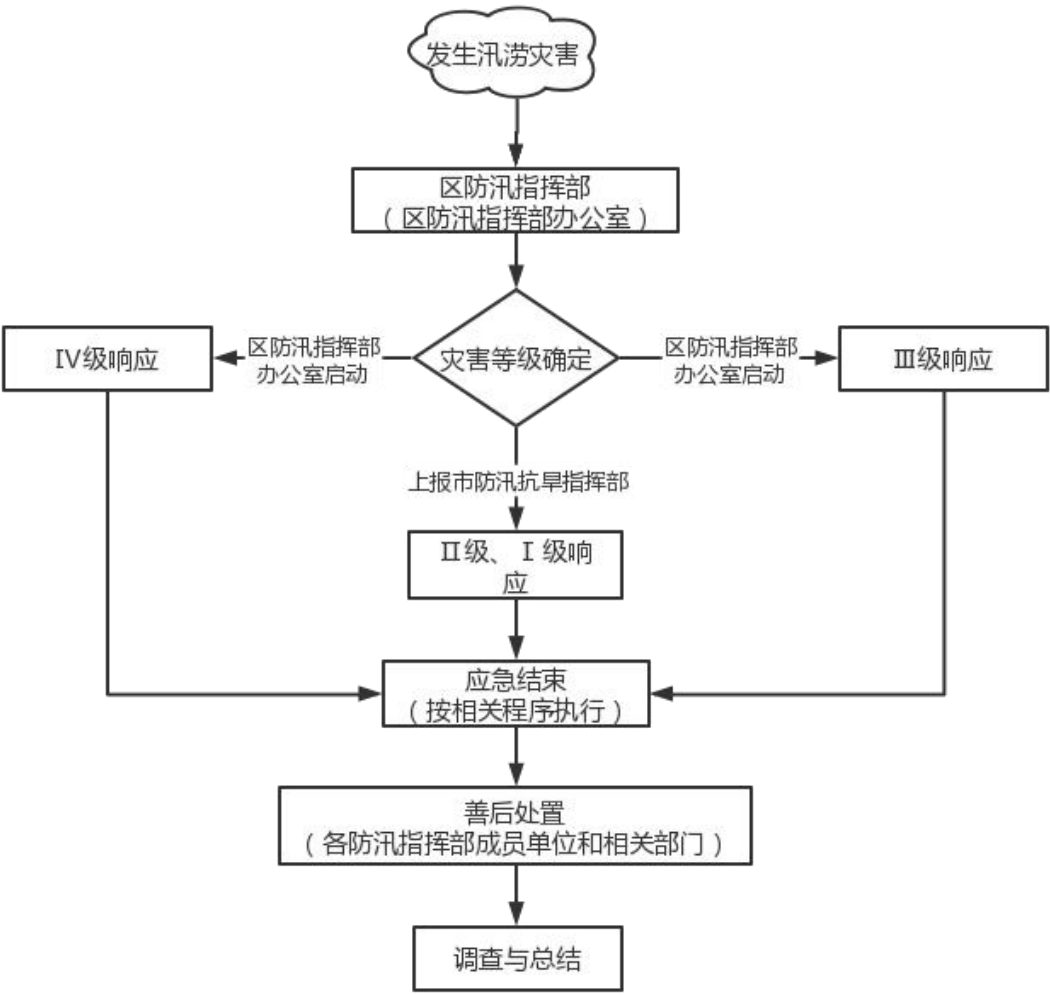 发生汛涝灾害
区防汛指挥部
（区防汛指挥部办公室）
IV级响应
区防汛指挥部
办公室启动
灾害等级确定
区防汛指挥部
办公室启动
III级响应
上报市防汛抗旱指挥部
II级、I级响
应
应急结束
（按相关程序执行）
善后处置
（各防汛指挥部成员单位和相关部门）
调查与总结